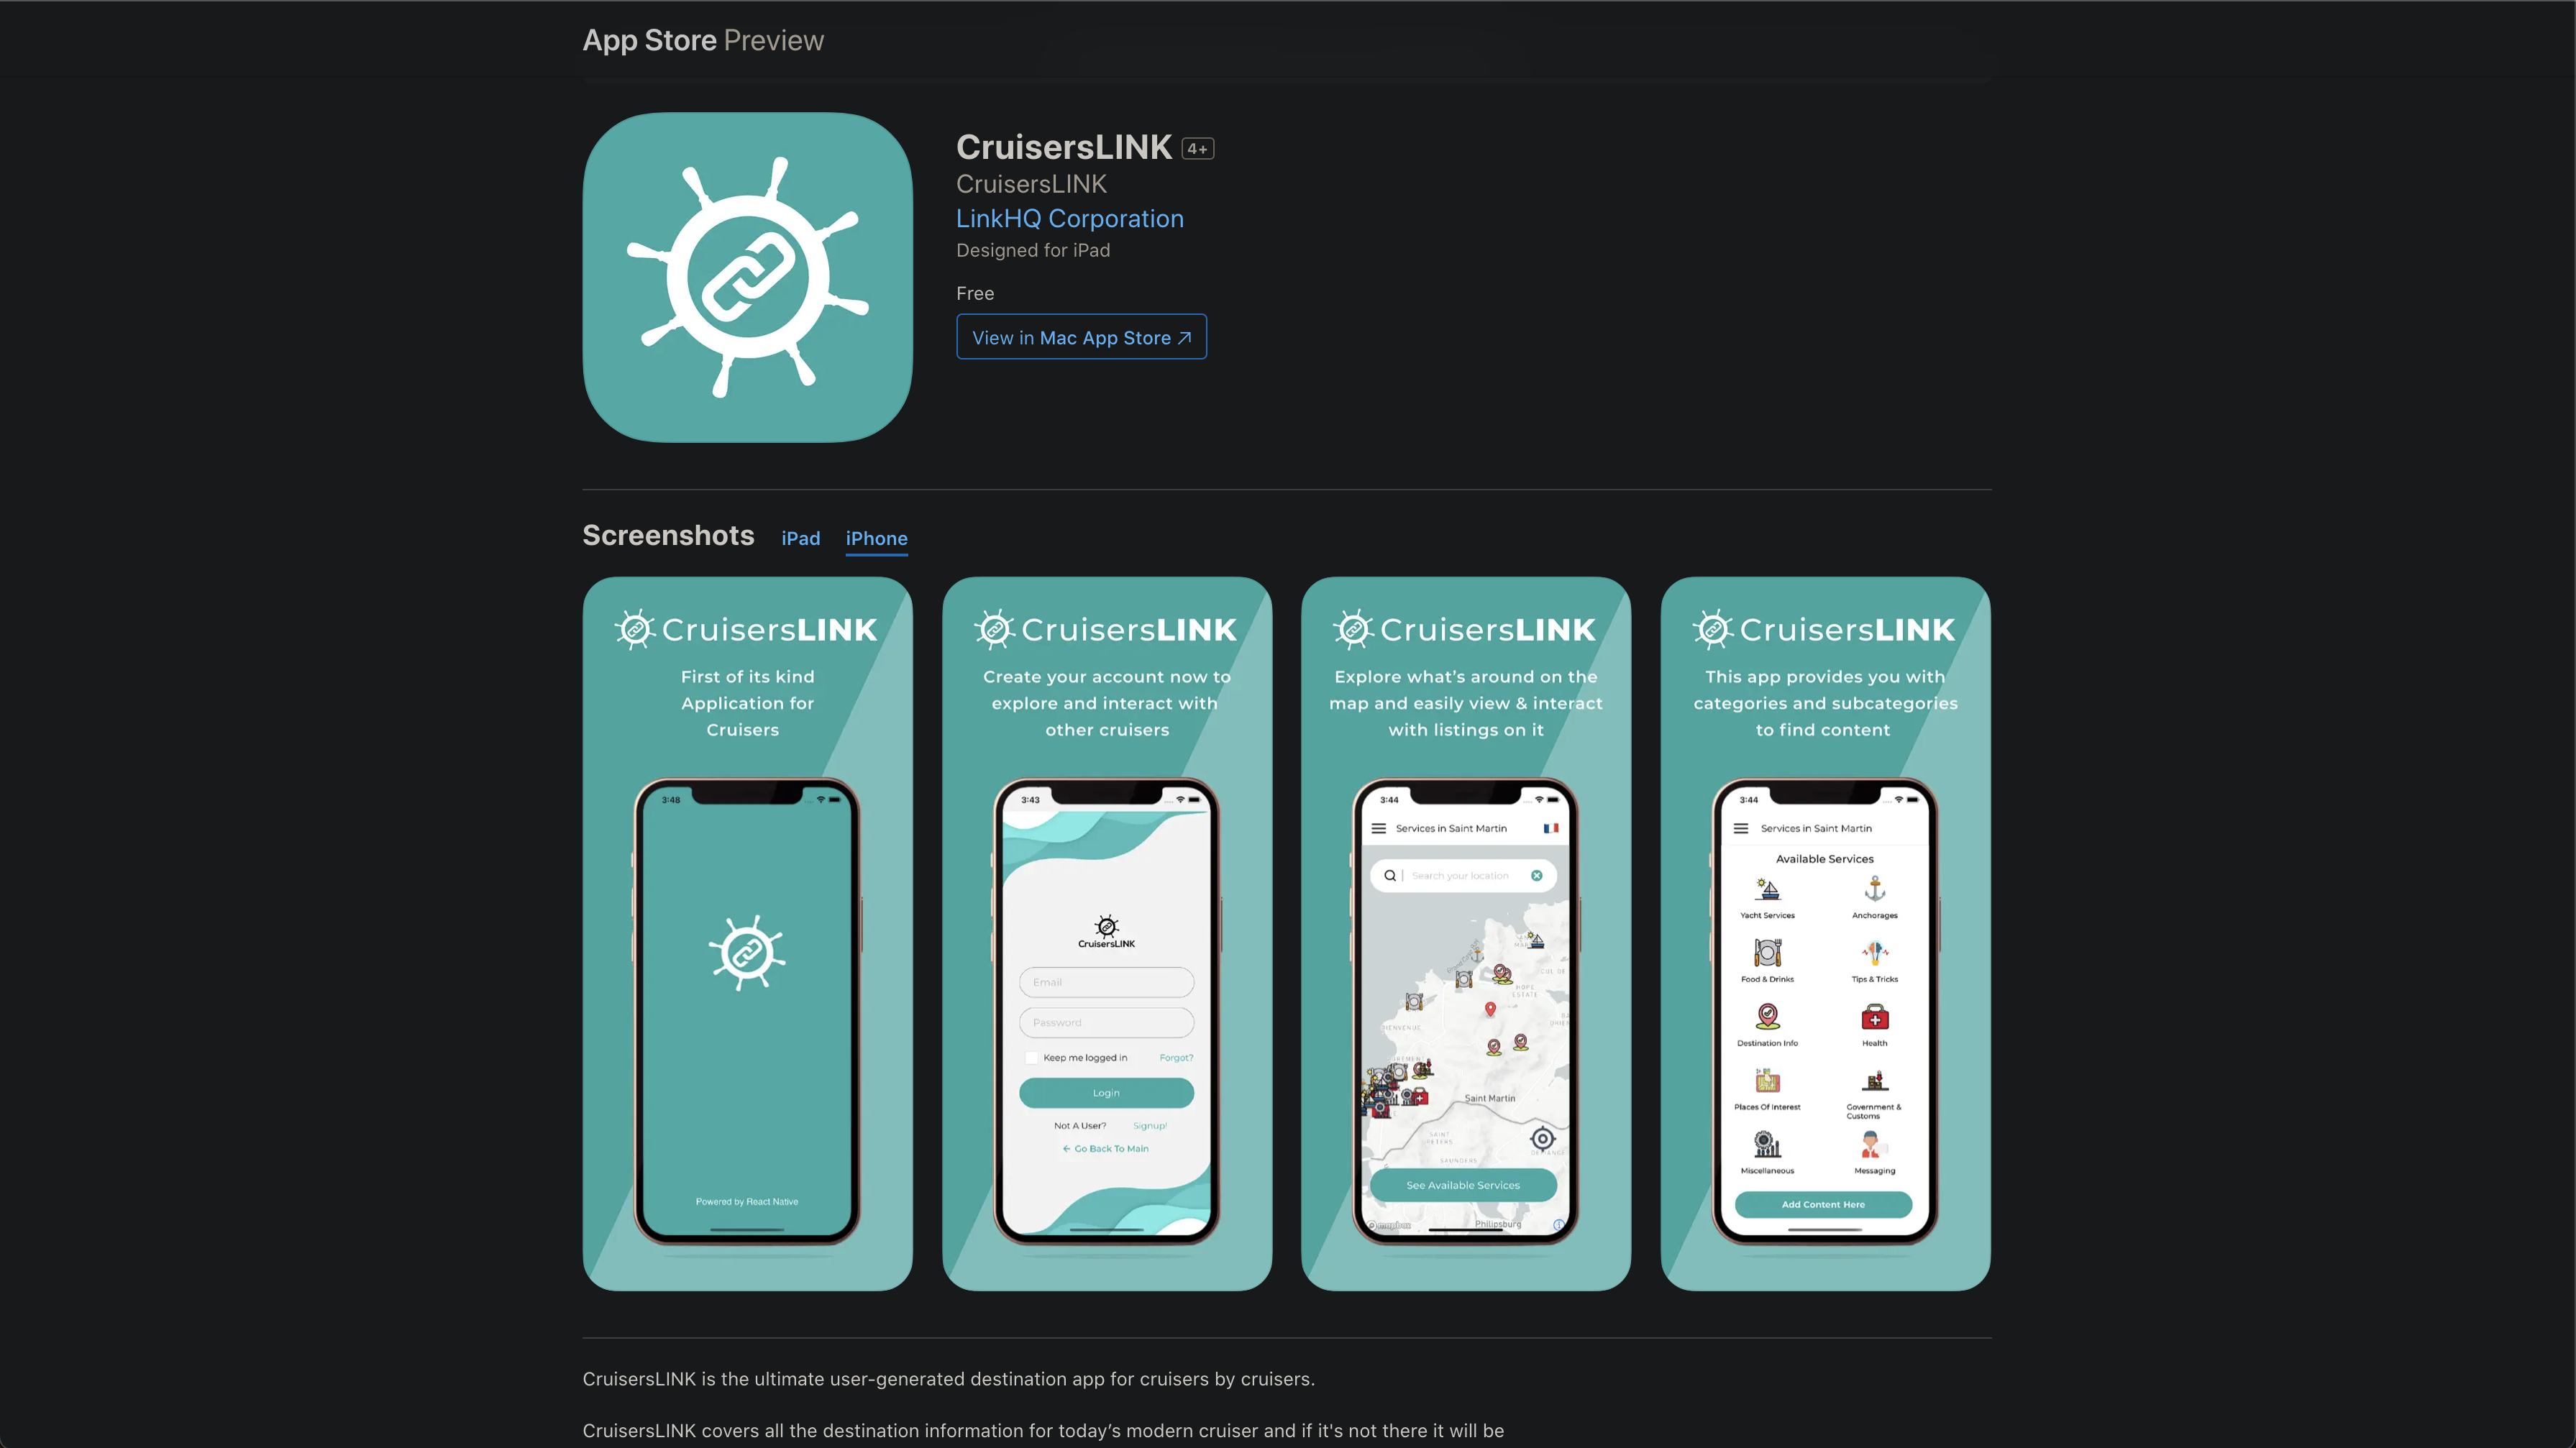 App Store Preview
CruisersLINK 4+
CruisersLINK
LinkHQ Corporation
Designed for iPad
Free
View in Mac App Store
Screenshots iPad iPhone
CruisersLINK
First of its kind
Application for
Cruisers
3:48
Powered by React Native
CruisersLINK
Create your account now to
explore and interact with
other cruisers
3:43
CruisersLINK
Email
Password
Keep me logged in Forgot?
Login
Not A User? Signup!
Go Back To Main
CruisersLINK
Explore what’s around on the
map and easily view & interact
with listings on it
3:44
Services in Saint Martin
Search your location
HOPE
ESTATE
Saint Martin
SAINT
PETERS
SAUNDERS
See Available Services
mapbox
Philipsburg
CruisersLINK
This app provides you with
categories and subcategories
to find content
3:44
Services in Saint Martin
Available Services
Yacht Services Anchorages
Food & Drinks Tips & Tricks
Destination Info Health
Places Of Interest Government &
Customs
Miscellaneous Messaging
Add Content Here
CruisersLINK is the ultimate user-generated destination app for cruisers by cruisers.
CruisersLINK covers all the destination information for today’s modern cruiser and if it's not there it will be